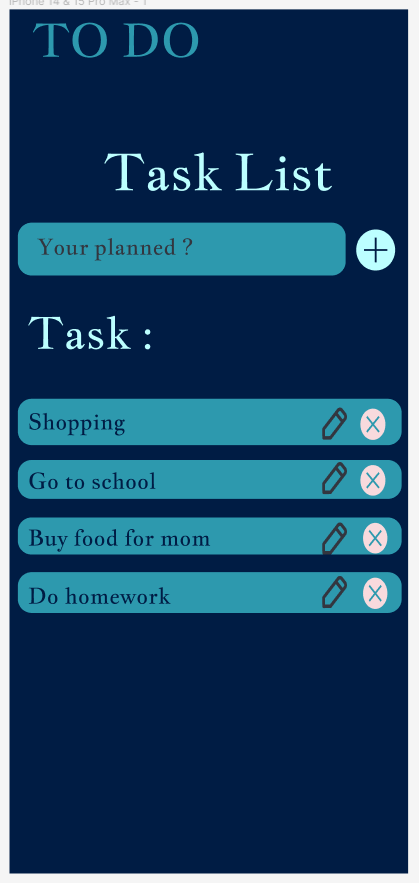 iPhone 14 & 15 Pro Max - 1
TO DO
Task List
Your planned ?
Task :
Shopping
Go to school
Buy food for mom
Do homework